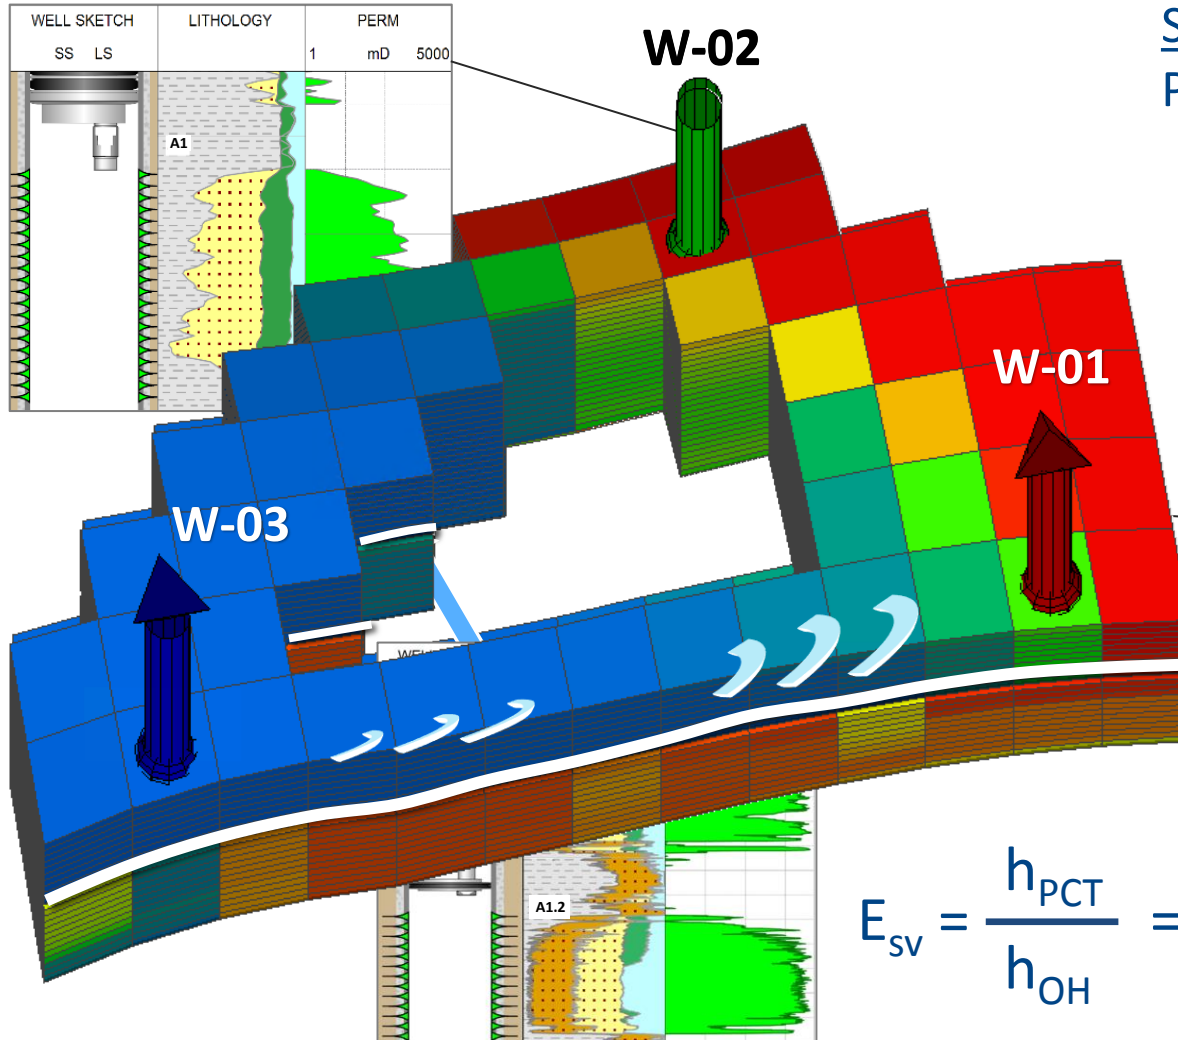 WELL SKETCH LITHOLOGY PERM
SS LS 1 mD 5000
A1
W-02
W-01
W-03
A1.2
E_sv = h_PCT / h_OH =